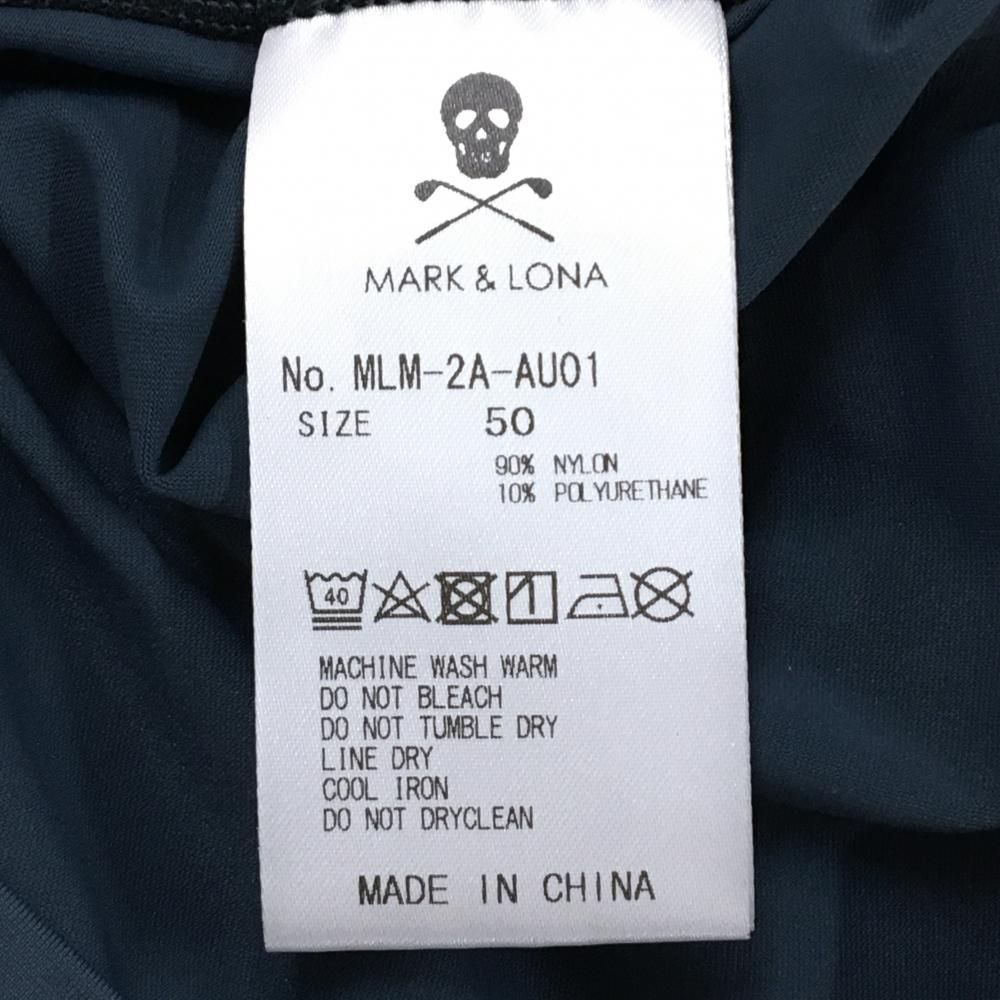 MARK & LONA
No. MLM-2A-AU01
SIZE 50
90% NYLON
10% POLYURETHANE
40
MACHINE WASH WARM
DO NOT BLEACH
DO NOT TUMBLE DRY
LINE DRY
COOL IRON
DO NOT DRYCLEAN
MADE IN CHINA